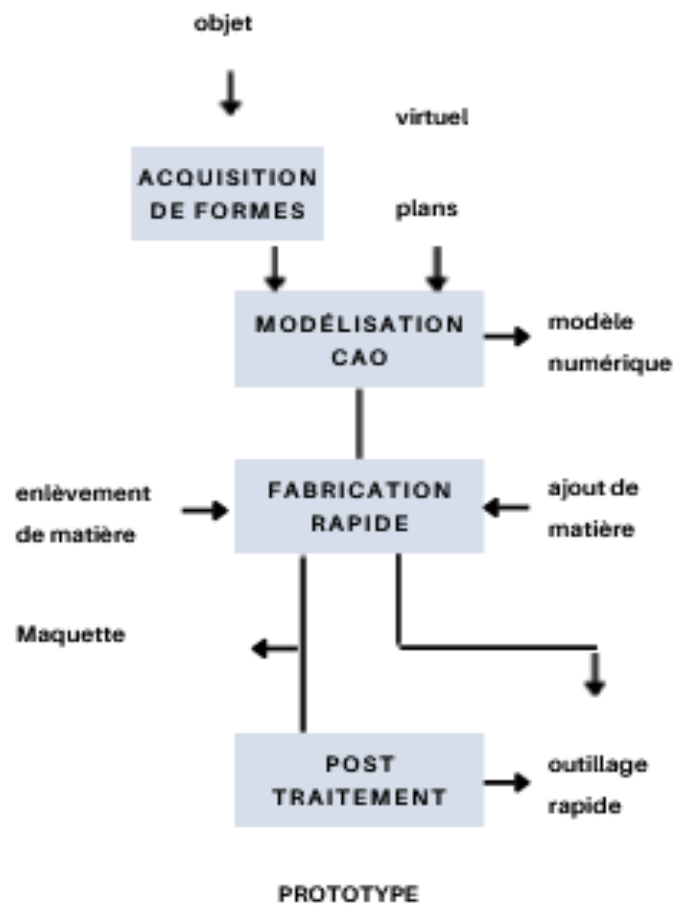 objet
virtuel
ACQUISITION
DE FORMES
plans
MODÉLISATION
CAO
modèle
numérique
enlèvement
de matière
FABRICATION
RAPIDE
ajout de
matière
Maquette
POST
TRAITEMENT
outillage
rapide
PROTOTYPE